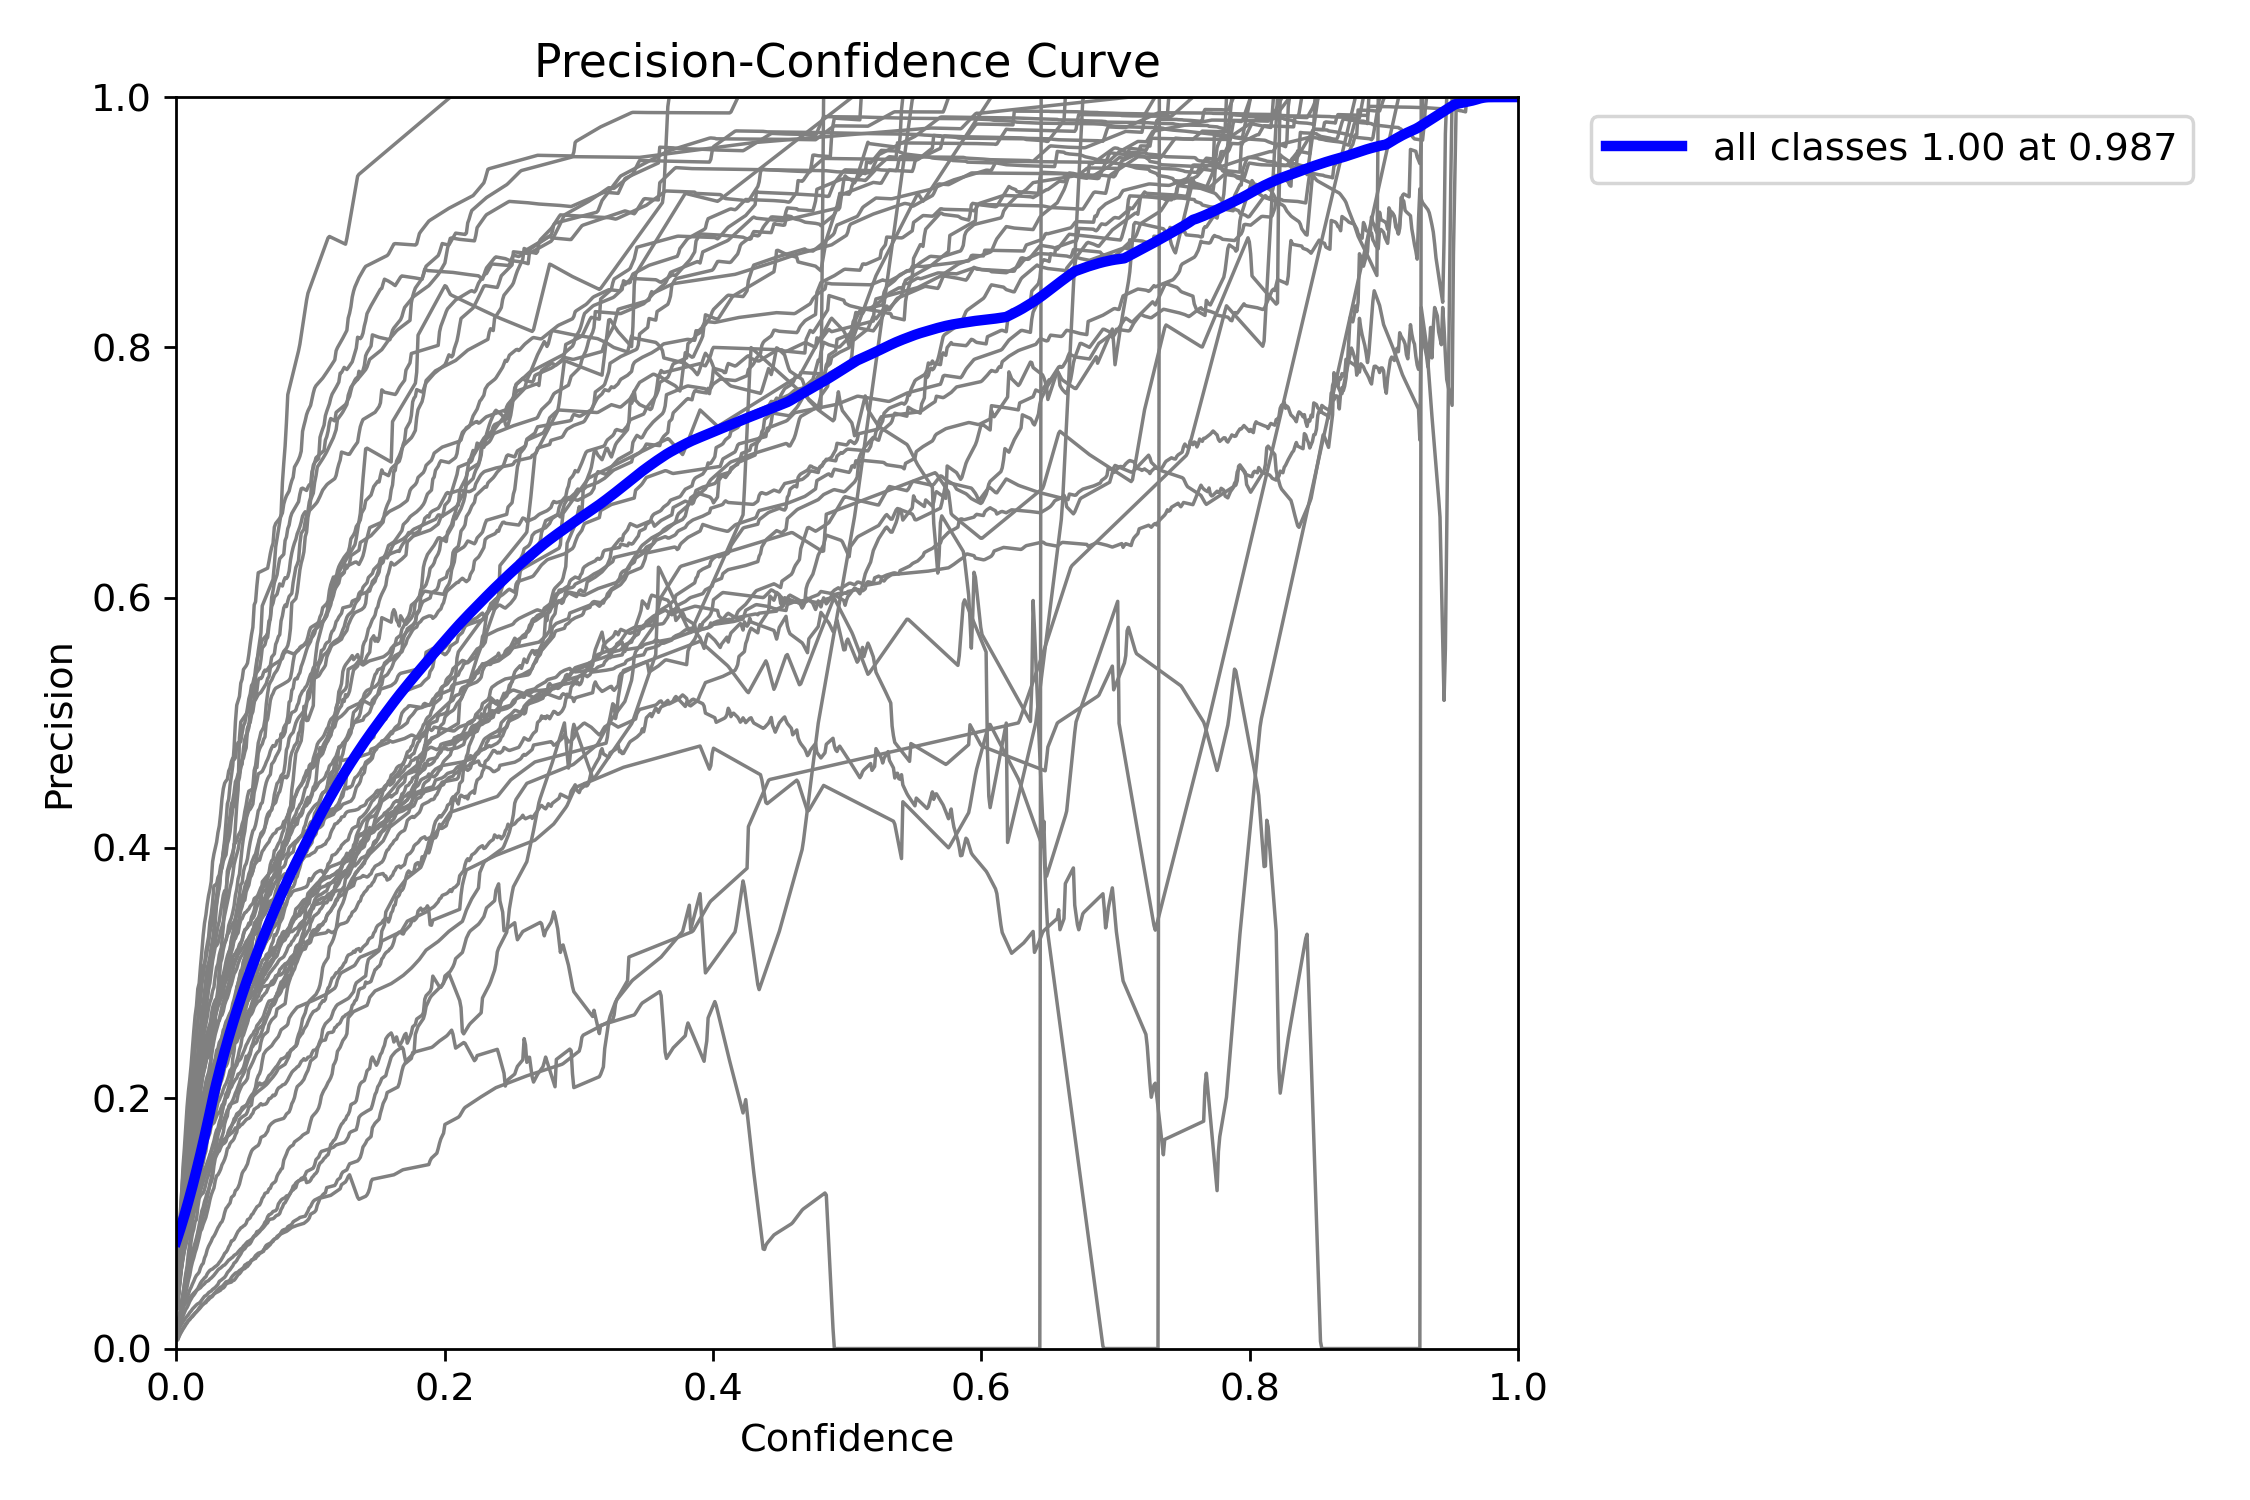 Precision-Confidence Curve
all classes 1.00 at 0.987
1.0
0.8
0.6
0.4
0.2
0.0
Precision
0.0 0.2 0.4 0.6 0.8 1.0
Confidence